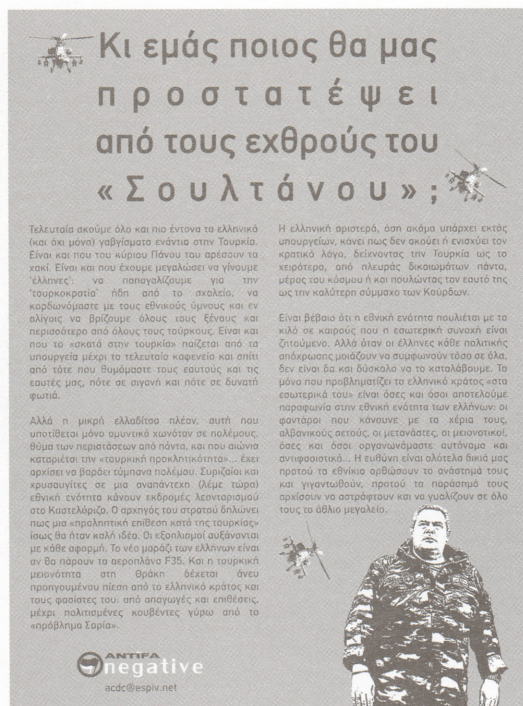 Κι εμάς ποιος θα μας
προστατέψει
από τους εχθρούς του
«Σουλτάνου»;
Τελευταία ακούμε όλο και πιο έντονα τα ελληνικά
(και όχι μόνο) γαβγίσματα ενάντια στην Τουρκία.
Είναι και που του κύριου Πάνου του αρέσουν τα
χακί. Είναι και που έχουμε μεγαλώσει να γίνουμε
'έλληνες': να παπαγαλίζουμε για την
'τουρκοκρατία' ήδη από το σχολείο, να
καρδωνόμαστε με τους εθνικούς ύμνους και εν
ολίγοις να βρίζουμε όλους τους ξένους και
περισσότερο από όλους τους τούρκους. Είναι και
που το «σκατά στην τουρκία» παίζεται από τα
υπουργεία μέχρι το τελευταίο καφενείο και σπίτι
από τότε που θυμόμαστε τους εαυτούς και τις
εαυτές μας, πότε σε σιγανή και πότε σε δυνατή
φωτιά.
Αλλά η μικρή ελλαδίτσα πλέον, αυτή που
υποτίθεται μόνο αμυντικά χωνόταν σε πολέμους,
θύμα των περιστάσεων από πάντα, και που αιώνια
καταριέται την «τουρκική προκλητικότητα»... έχει
αρχίσει να βαράει τύμπανα πολέμου. Συριζαίοι και
χρυσαυγίτες σε μια αναπάντεχη (λέμε τώρα)
εθνική ενότητα κάνουν εκδρομές λεονταρισμού
στο Καστελόριζο. Ο αρχηγός του στρατού δηλώνει
πως μια «προληπτική επίθεση κατά της τουρκίας»
ίσως θα ήταν καλή ιδέα. Οι εξοπλισμοί αυξάνονται
με κάθε αφορμή. Το νέο μαράζι των ελλήνων είναι
αν θα πάρουν τα αεροπλάνα F35. Και η τουρκική
μειονότητα στη Θράκη δέχεται άνευ
προηγουμένου πίεση από το ελληνικό κράτος και
τους φασίστες του: από απαγωγές και επιθέσεις,
μέχρι πολιτισμένες κουβέντες γύρω από το
«πρόβλημα Σαρία».
Η ελληνική αριστερά, όση ακόμα υπάρχει εκτός
υπουργείων, κάνει πως δεν ακούει ή ενισχύει τον
κρατικό λόγο, δείχνοντας την Τουρκία ως το
χειρότερο, από πλευράς δικαιωμάτων πάντα,
μέρος του κόσμου ή και πουλώντας τον εαυτό της
ως την καλύτερη σύμμαχο των Κούρδων.
Είναι βέβαιο ότι η εθνική ενότητα πουλιέται με το
κιλό σε καιρούς που η εσωτερική συνοχή είναι
ζητούμενο. Αλλά όταν οι έλληνες κάθε πολιτικής
απόχρωσης μοιάζουν να συμφωνούν τόσο σε όλα,
δεν είναι δα και δύσκολο να το καταλάβουμε. Το
μόνο που προβληματίζει το ελληνικό κράτος «στα
εσωτερικά του» είναι όσες και όσοι αποτελούμε
παραφωνία στην εθνική ενότητα των ελλήνων: οι
φαντάροι που κάνουνε με τα χέρια τους,
αλβανικούς αετούς, οι μετανάστες, οι μειονοτικοί,
όσες και όσοι οργανωνόμαστε αυτόνομα και
αντιφασιστικά... Η ευθύνη είναι ολότελα δικιά μας
προτού τα εθνίκια ορθώσουν το ανάστημά τους
και γιγαντωθούν, προτού τα παράσημά τους
αρχίσουν να αστράφτουν και να γυαλίζουν σε όλο
τους το άθλιο μεγαλείο.
ANTIFA
negative
acdc@espiv.net